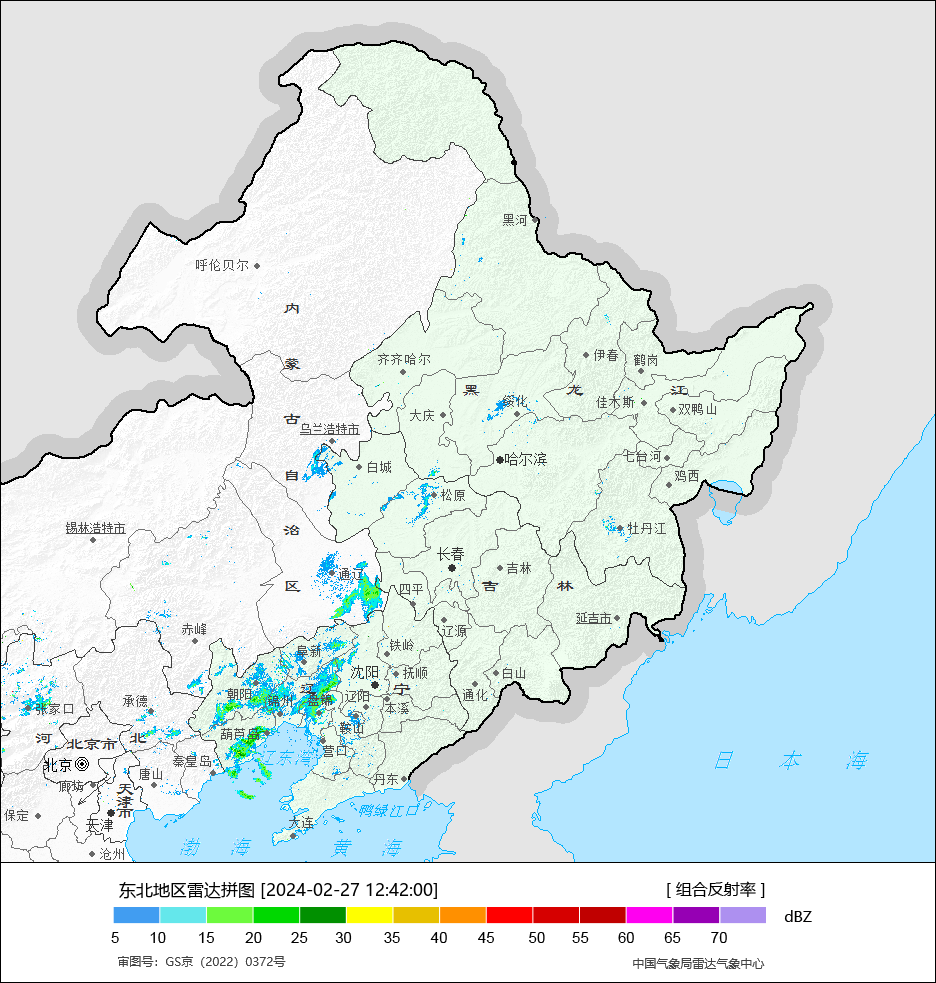 黑河
呼伦贝尔
内
蒙
古
自
治
区
齐齐哈尔
伊春
鹤岗
黑
龙
江
绥化
佳木斯
双鸭山
大庆
乌兰浩特市
白城
哈尔滨
七台河
鸡西
松原
锡林浩特市
牡丹江
长春
通辽
吉林
四平
吉
林
延吉市
辽源
赤峰
铁岭
阜新
沈阳
抚顺
白山
辽
宁
朝阳
锦州
盘锦
辽阳
本溪
通化
承德
张家口
葫芦岛
鞍山
河
北京市
北
营口
辽东湾
秦皇岛
北京
唐山
丹东
廊坊
天
津
市
日本海
保定
天津
大连
鸭绿江口
渤海
黄海
沧州
东北地区雷达拼图 [2024-02-27 12:42:00]
[ 组合反射率 ]
dBZ
5 10 15 20 25 30 35 40 45 50 55 60 65 70
审图号：GS京（2022）0372号
中国气象局雷达气象中心